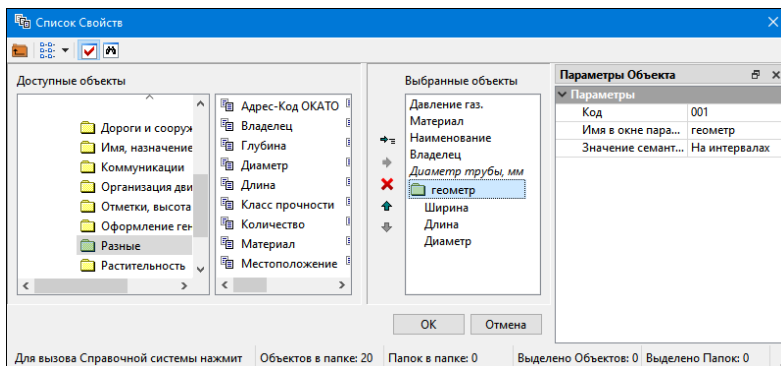 Список Свойств
Доступные объекты
Дороги и сооруж
Имя, назначение
Коммуникации
Организация дви
Отметки, высота
Оформление ген
Разные
Растительность
Адрес-Код ОКАТО
Владелец
Глубина
Диаметр
Длина
Класс прочности
Количество
Материал
Местоположение
Выбранные объекты
Давление газ.
Материал
Наименование
Владелец
Диаметр трубы, мм
геометр
Ширина
Длина
Диаметр
Параметры Объекта
Параметры
Код 001
Имя в окне пара... геометр
Значение семант... На интервалах
ОК Отмена
Для вызова Справочной системы нажмит Объектов в папке: 20 Папок в папке: 0 Выделено Объектов: 0 Выделено Папок: 0